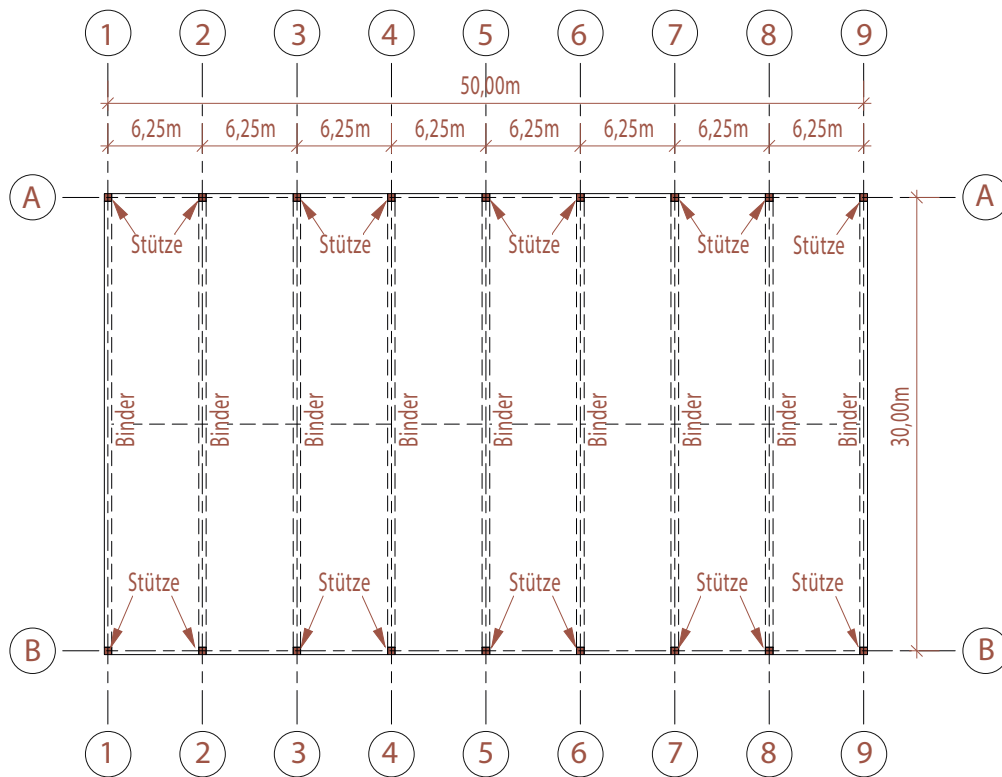 1 2 3 4 5 6 7 8 9
50,00m
6,25m 6,25m 6,25m 6,25m 6,25m 6,25m 6,25m 6,25m
A A
Stütze Stütze Stütze Stütze Stütze
Binder Binder Binder Binder Binder Binder Binder Binder Binder
30,00m
Stütze Stütze Stütze Stütze Stütze
B B
1 2 3 4 5 6 7 8 9